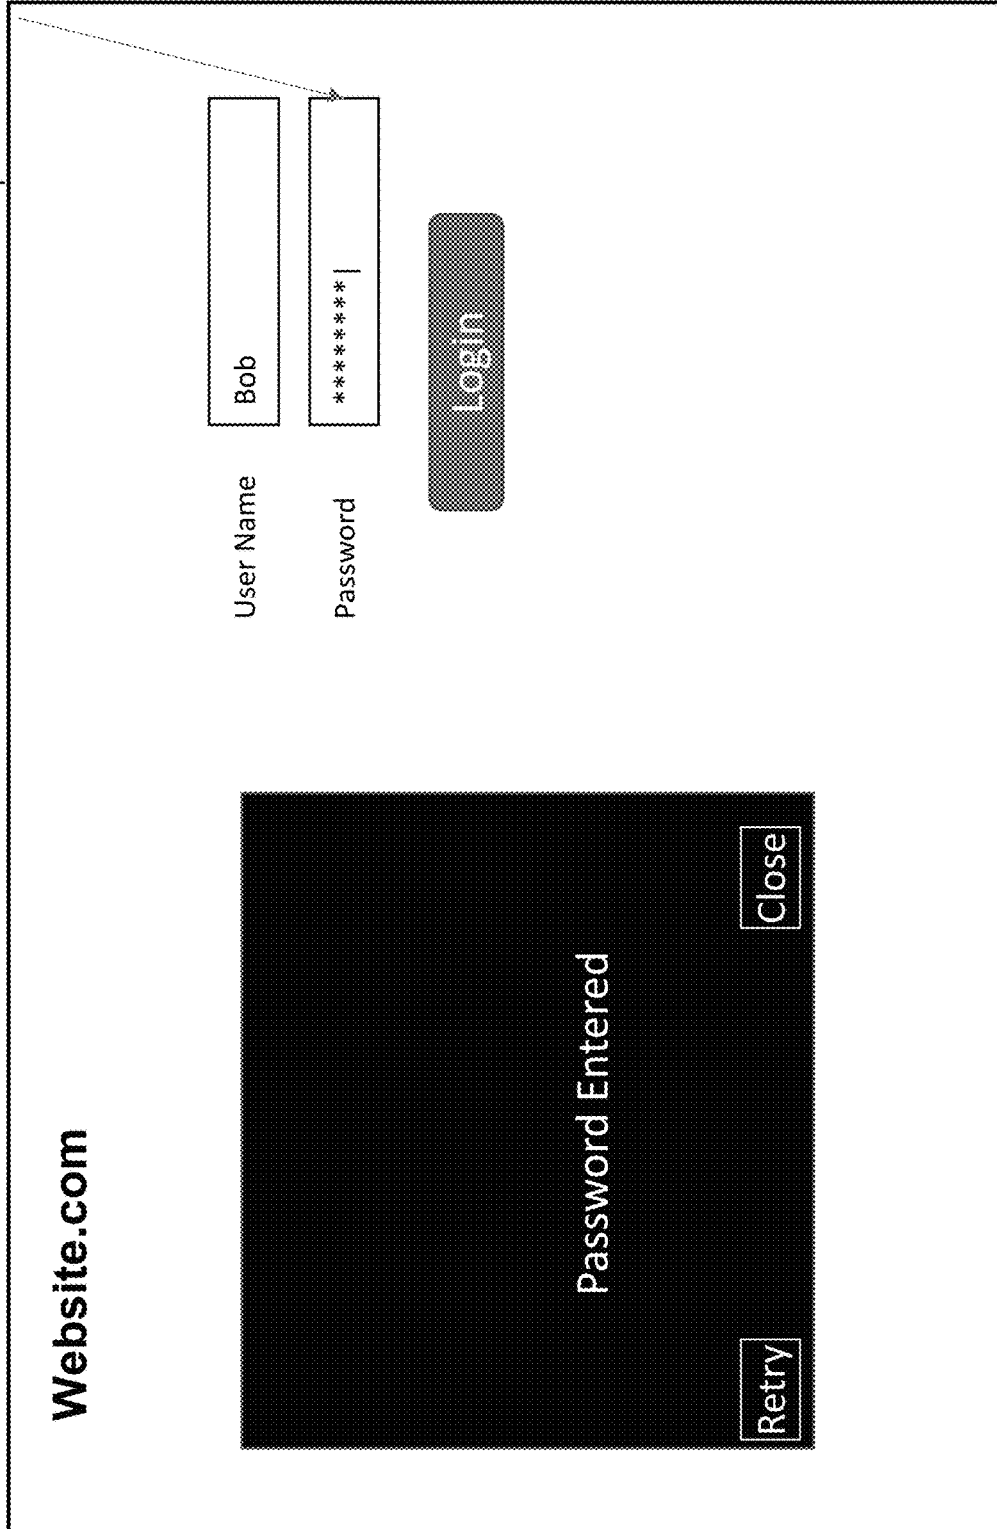 Website.com
User Name Bob
Password *********|
Login
Password Entered
Retry Close